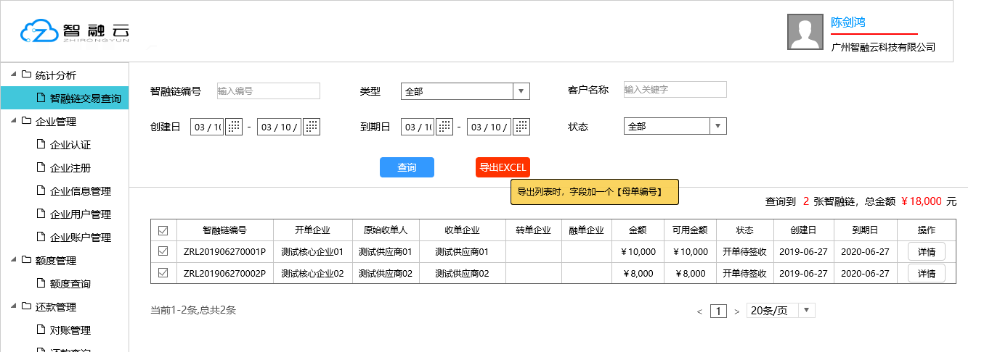 智融云
ZHIRONGYUN
陈剑鸿
广州智融云科技有限公司
统计分析
智融链交易查询
企业管理
企业认证
企业注册
企业信息管理
企业用户管理
企业账户管理
额度管理
额度查询
还款管理
对账管理
还款查询
智融链编号 输入编号 类型 全部 客户名称 输入关键字
创建日 03 / 10 - 03 / 10 / 到期日 03 / 10 - 03 / 10 / 状态 全部
查询 导出EXCEL
导出列表时，字段加一个【母单编号】
查询到 2 张智融链，总金额 ￥18,000 元
智融链编号 开单企业 原始收单人 收单企业 转单企业 融单企业 金额 可用金额 状态 创建日 到期日 操作
ZRL201906270001P 测试核心企业01 测试供应商01 测试供应商01 ￥10,000 ￥10,000 开单待签收 2019-06-27 2020-06-27 详情
ZRL201906270002P 测试核心企业02 测试供应商02 测试供应商02 ￥8,000 ￥8,000 开单待签收 2019-06-27 2020-06-27 详情
当前1-2条,总共2条 < 1 > 20条/页